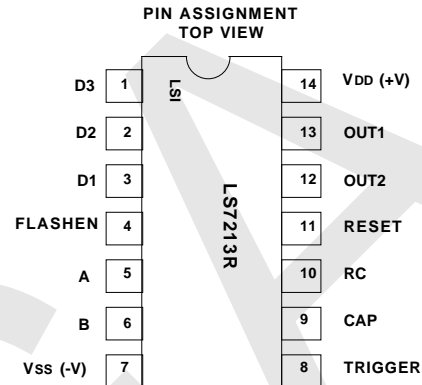 PIN ASSIGNMENT
TOP VIEW
D3 1 LSI 14 VDD (+V)
D2 2 13 OUT1
D1 3 12 OUT2
FLASHEN 4 LS7213R 11 RESET
A 5 10 RC
B 6 9 CAP
Vss (-V) 7 8 TRIGGER